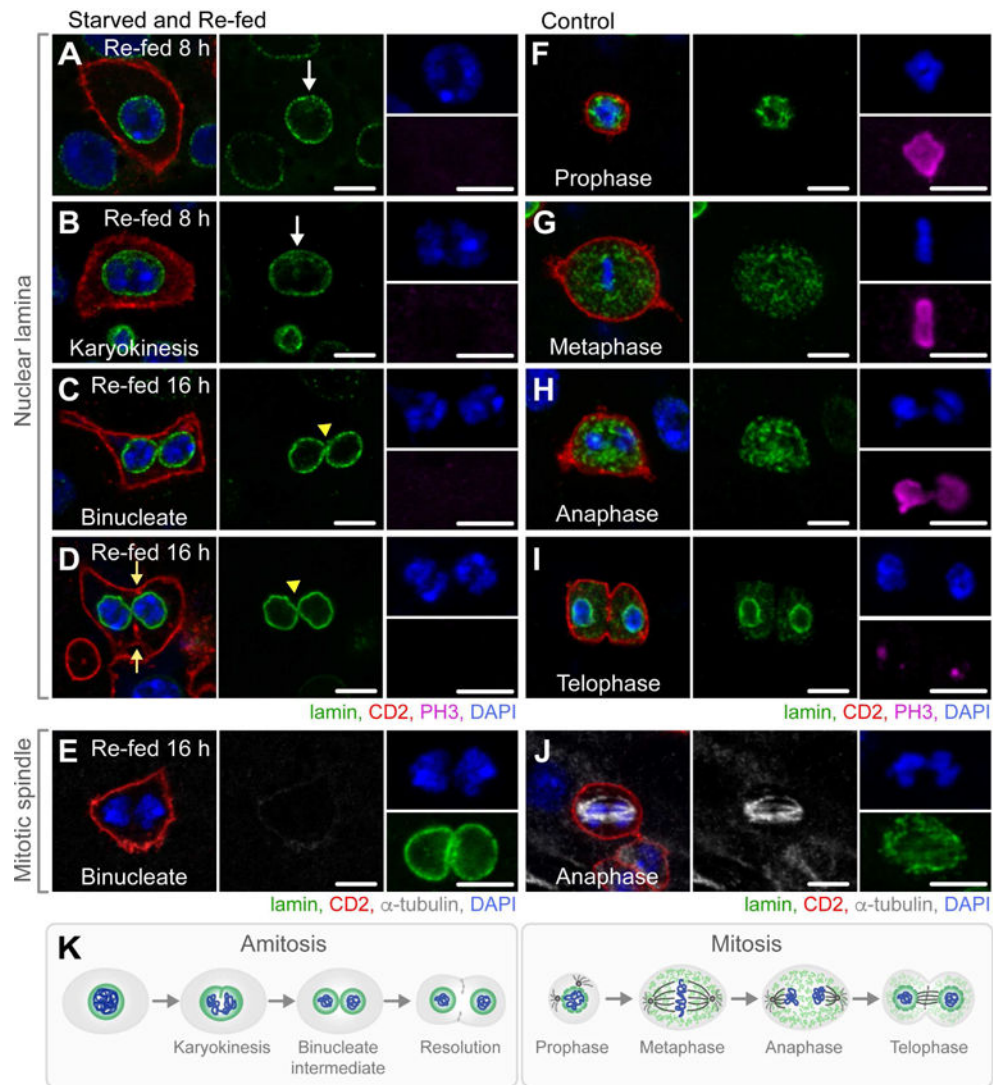 Starved and Re-fed
Control
Nuclear lamina
A Re-fed 8 h
F
Prophase
B Re-fed 8 h
Karyokinesis
G
Metaphase
C Re-fed 16 h
Binucleate
H
Anaphase
D Re-fed 16 h
I
Telophase
lamin, CD2, PH3, DAPI
lamin, CD2, PH3, DAPI
Mitotic spindle
E Re-fed 16 h
Binucleate
J
Anaphase
lamin, CD2, α-tubulin, DAPI
lamin, CD2, α-tubulin, DAPI
K
Amitosis
Karyokinesis
Binucleate
intermediate
Resolution
Mitosis
Prophase
Metaphase
Anaphase
Telophase